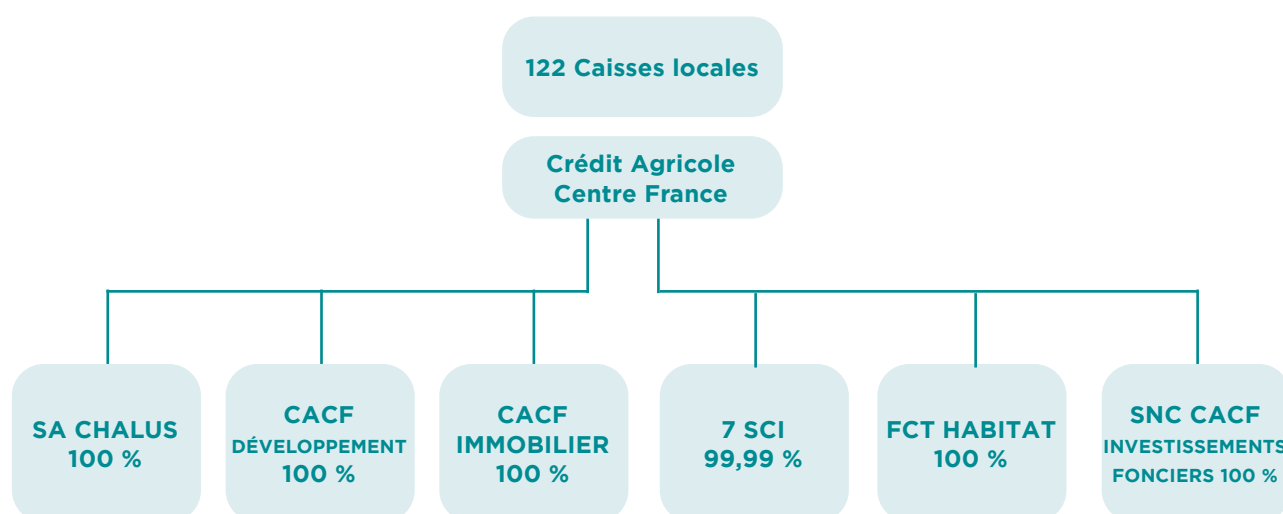 122 Caisses locales
Crédit Agricole
Centre France
SA CHALUS
100 %
CACF
DÉVELOPPEMENT
100 %
CACF
IMMOBILIER
100 %
7 SCI
99,99 %
FCT HABITAT
100 %
SNC CACF
INVESTISSEMENTS
FONCIERS 100 %